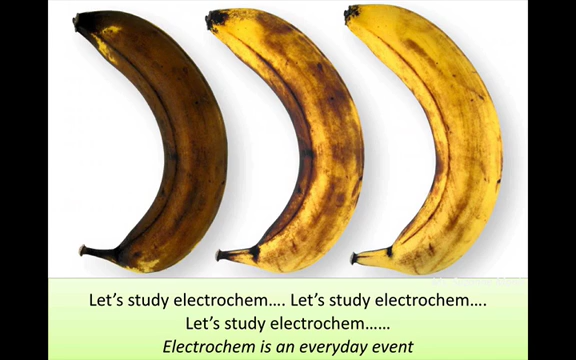 Let’s study electrochem…. Let’s study electrochem….
Let’s study electrochem……
Electrochem is an everyday event